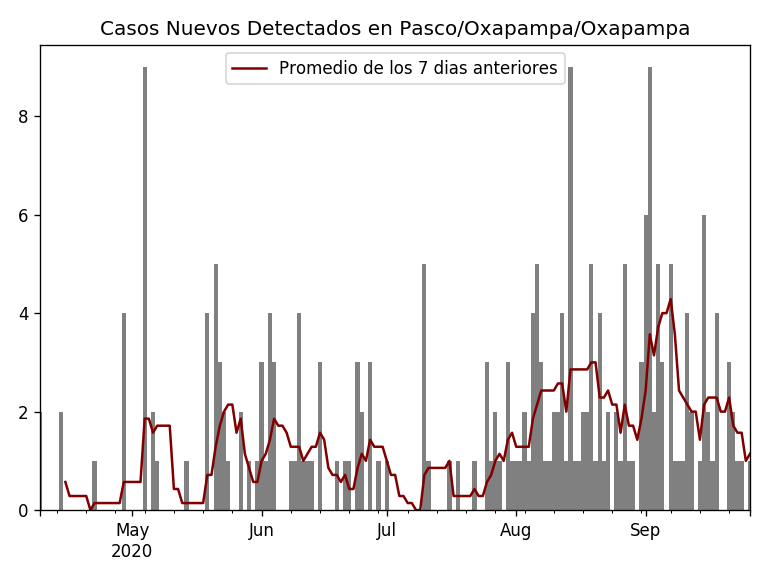 Casos Nuevos Detectados en Pasco/Oxapampa/Oxapampa
Promedio de los 7 dias anteriores
8
6
4
2
0
May Jun Jul Aug Sep
2020